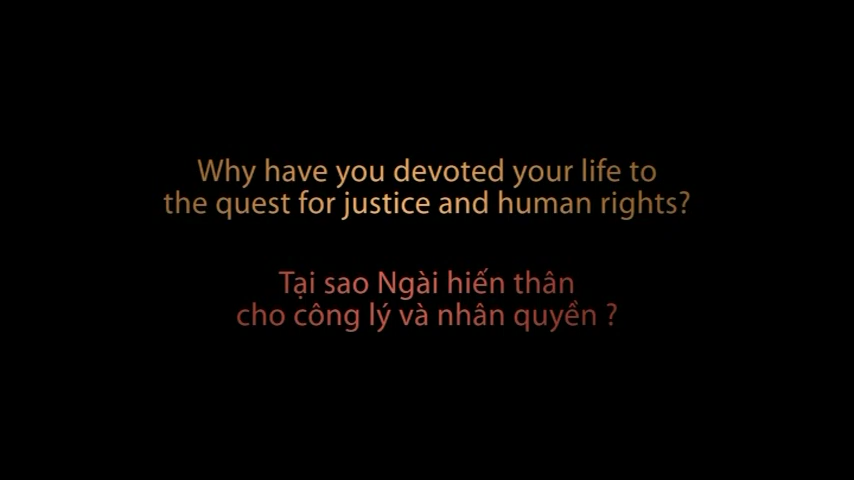 Why have you devoted your life to
the quest for justice and human rights?
Tại sao Ngài hiến thân
cho công lý và nhân quyền ?